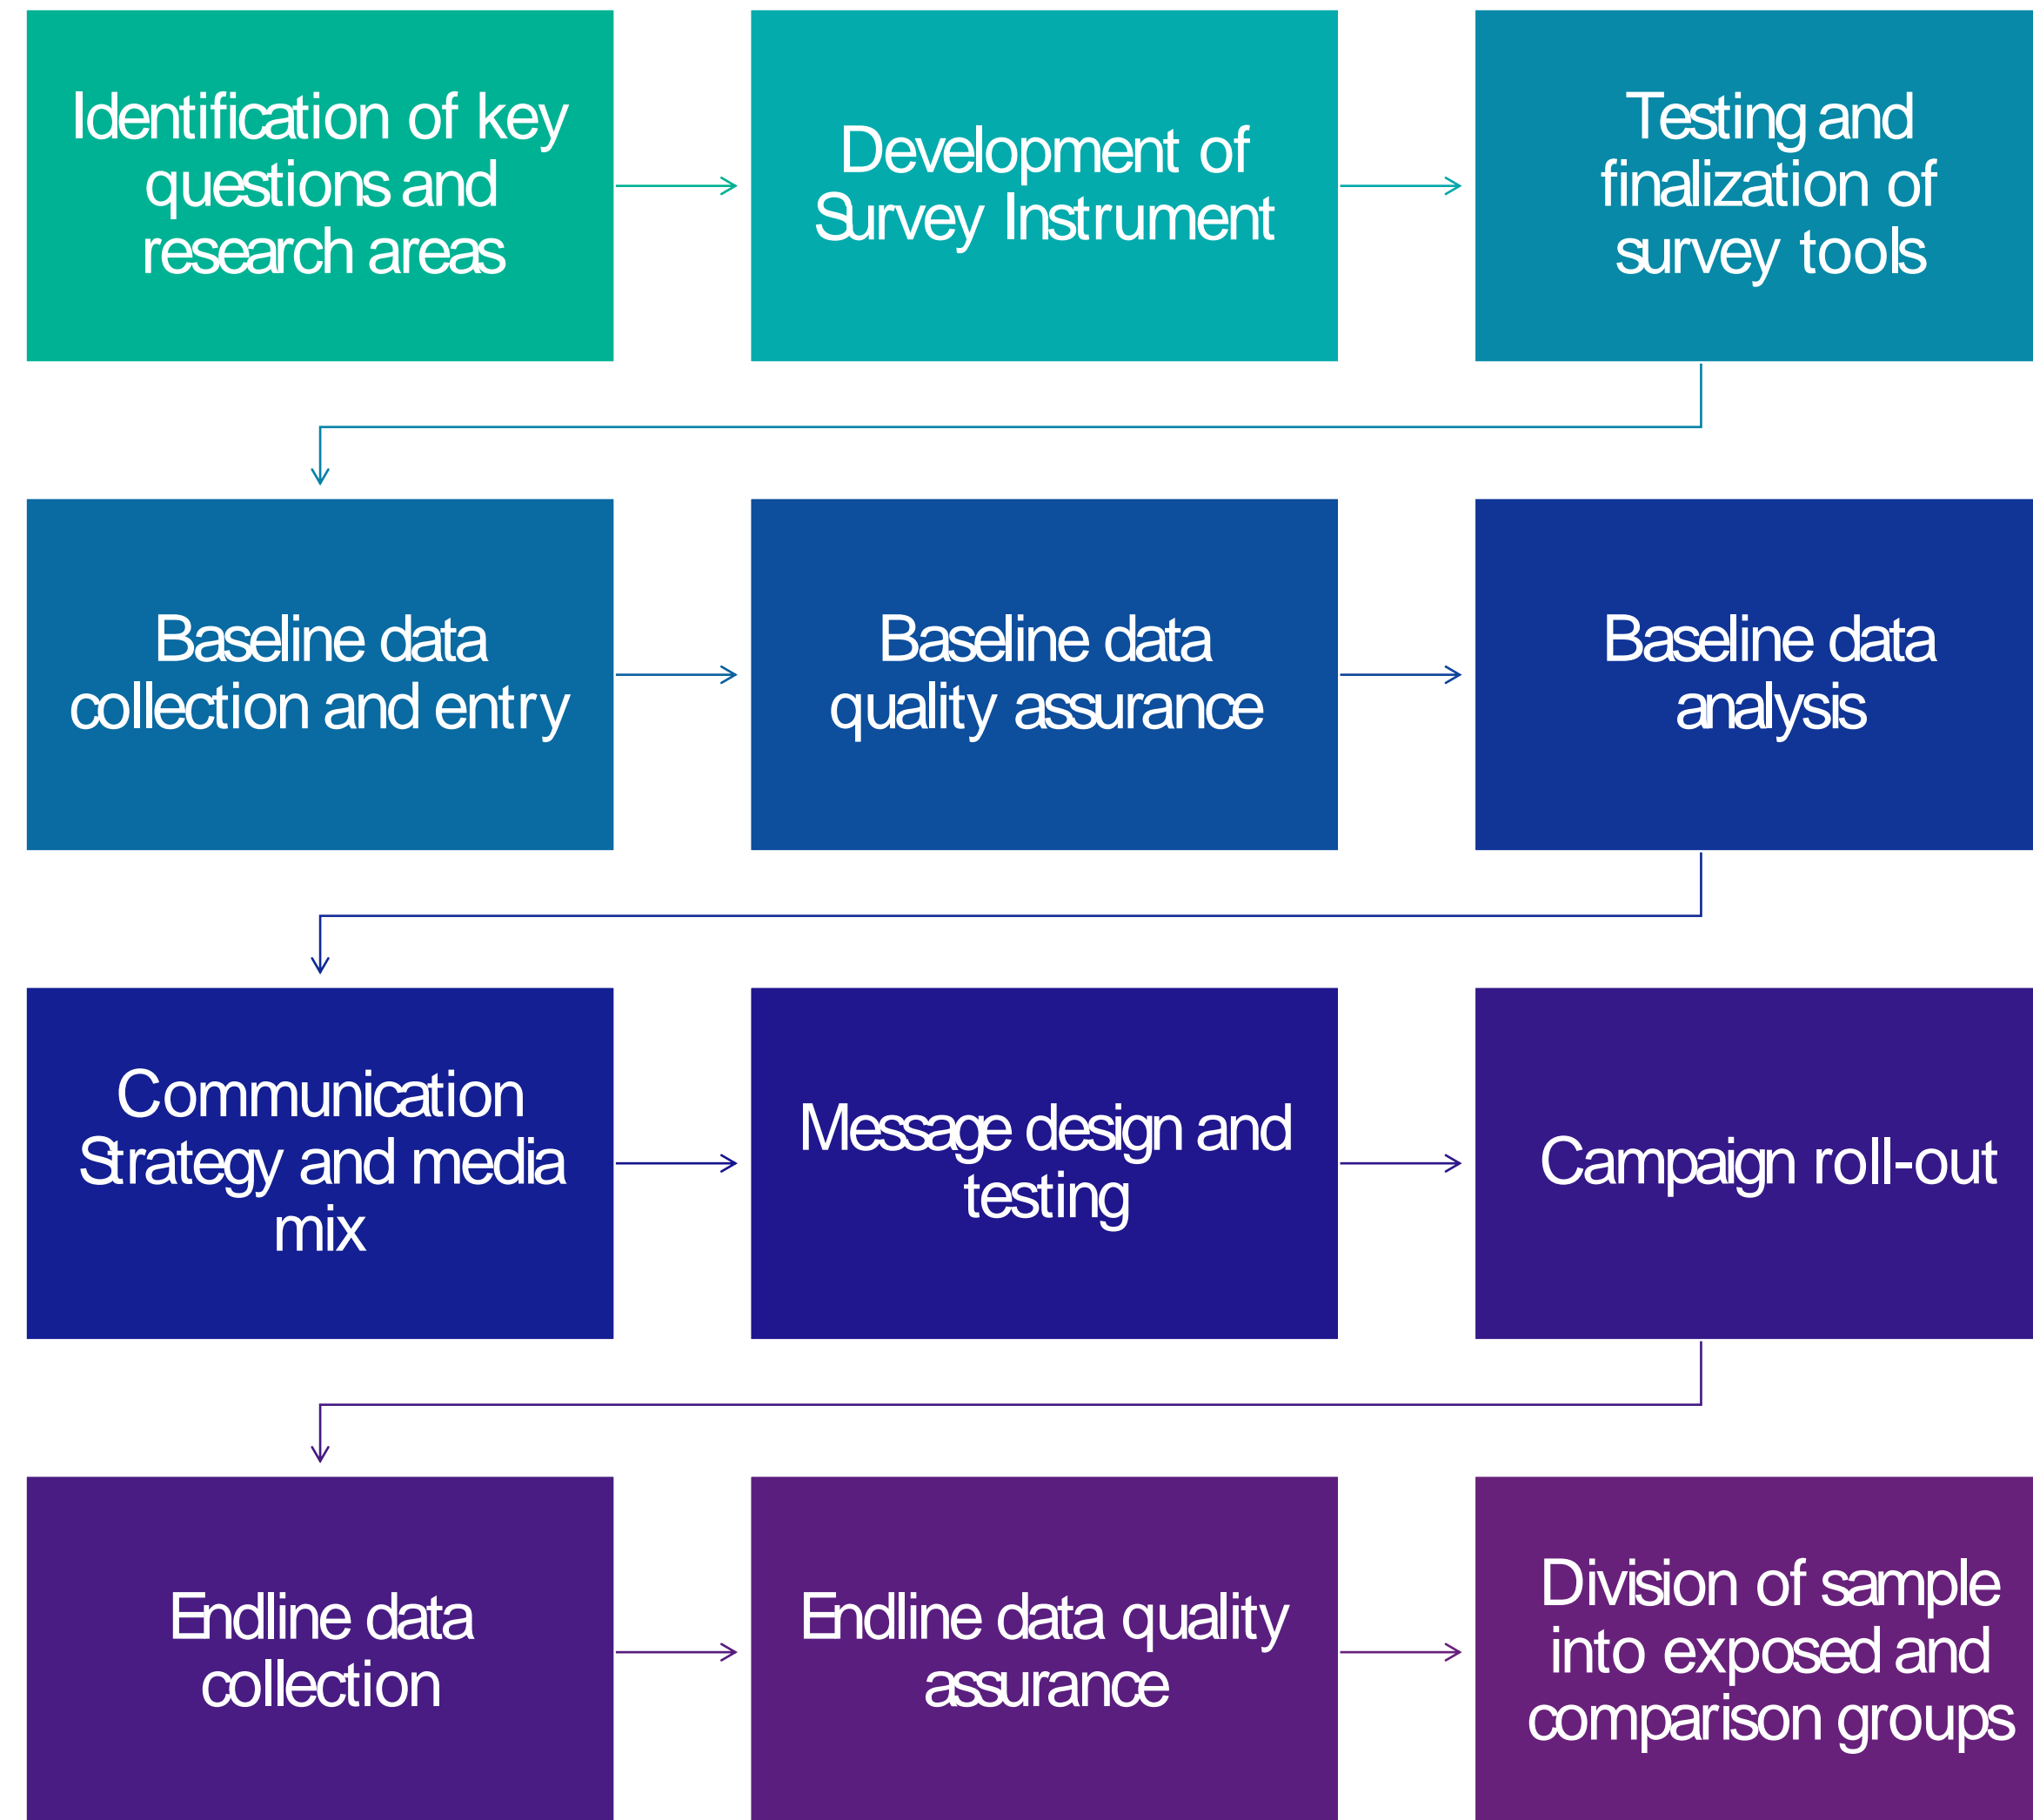 Identification of key
questions and
research areas
Development of
Survey Instrument
Testing and
finalization of
survey tools
Baseline data
collection and entry
Baseline data
quality assurance
Baseline data
analysis
Communication
Strategy and media
mix
Message design and
testing
Campaign roll-out
Endline data
collection
Endline data quality
assurance
Division of sample
into exposed and
comparison groups